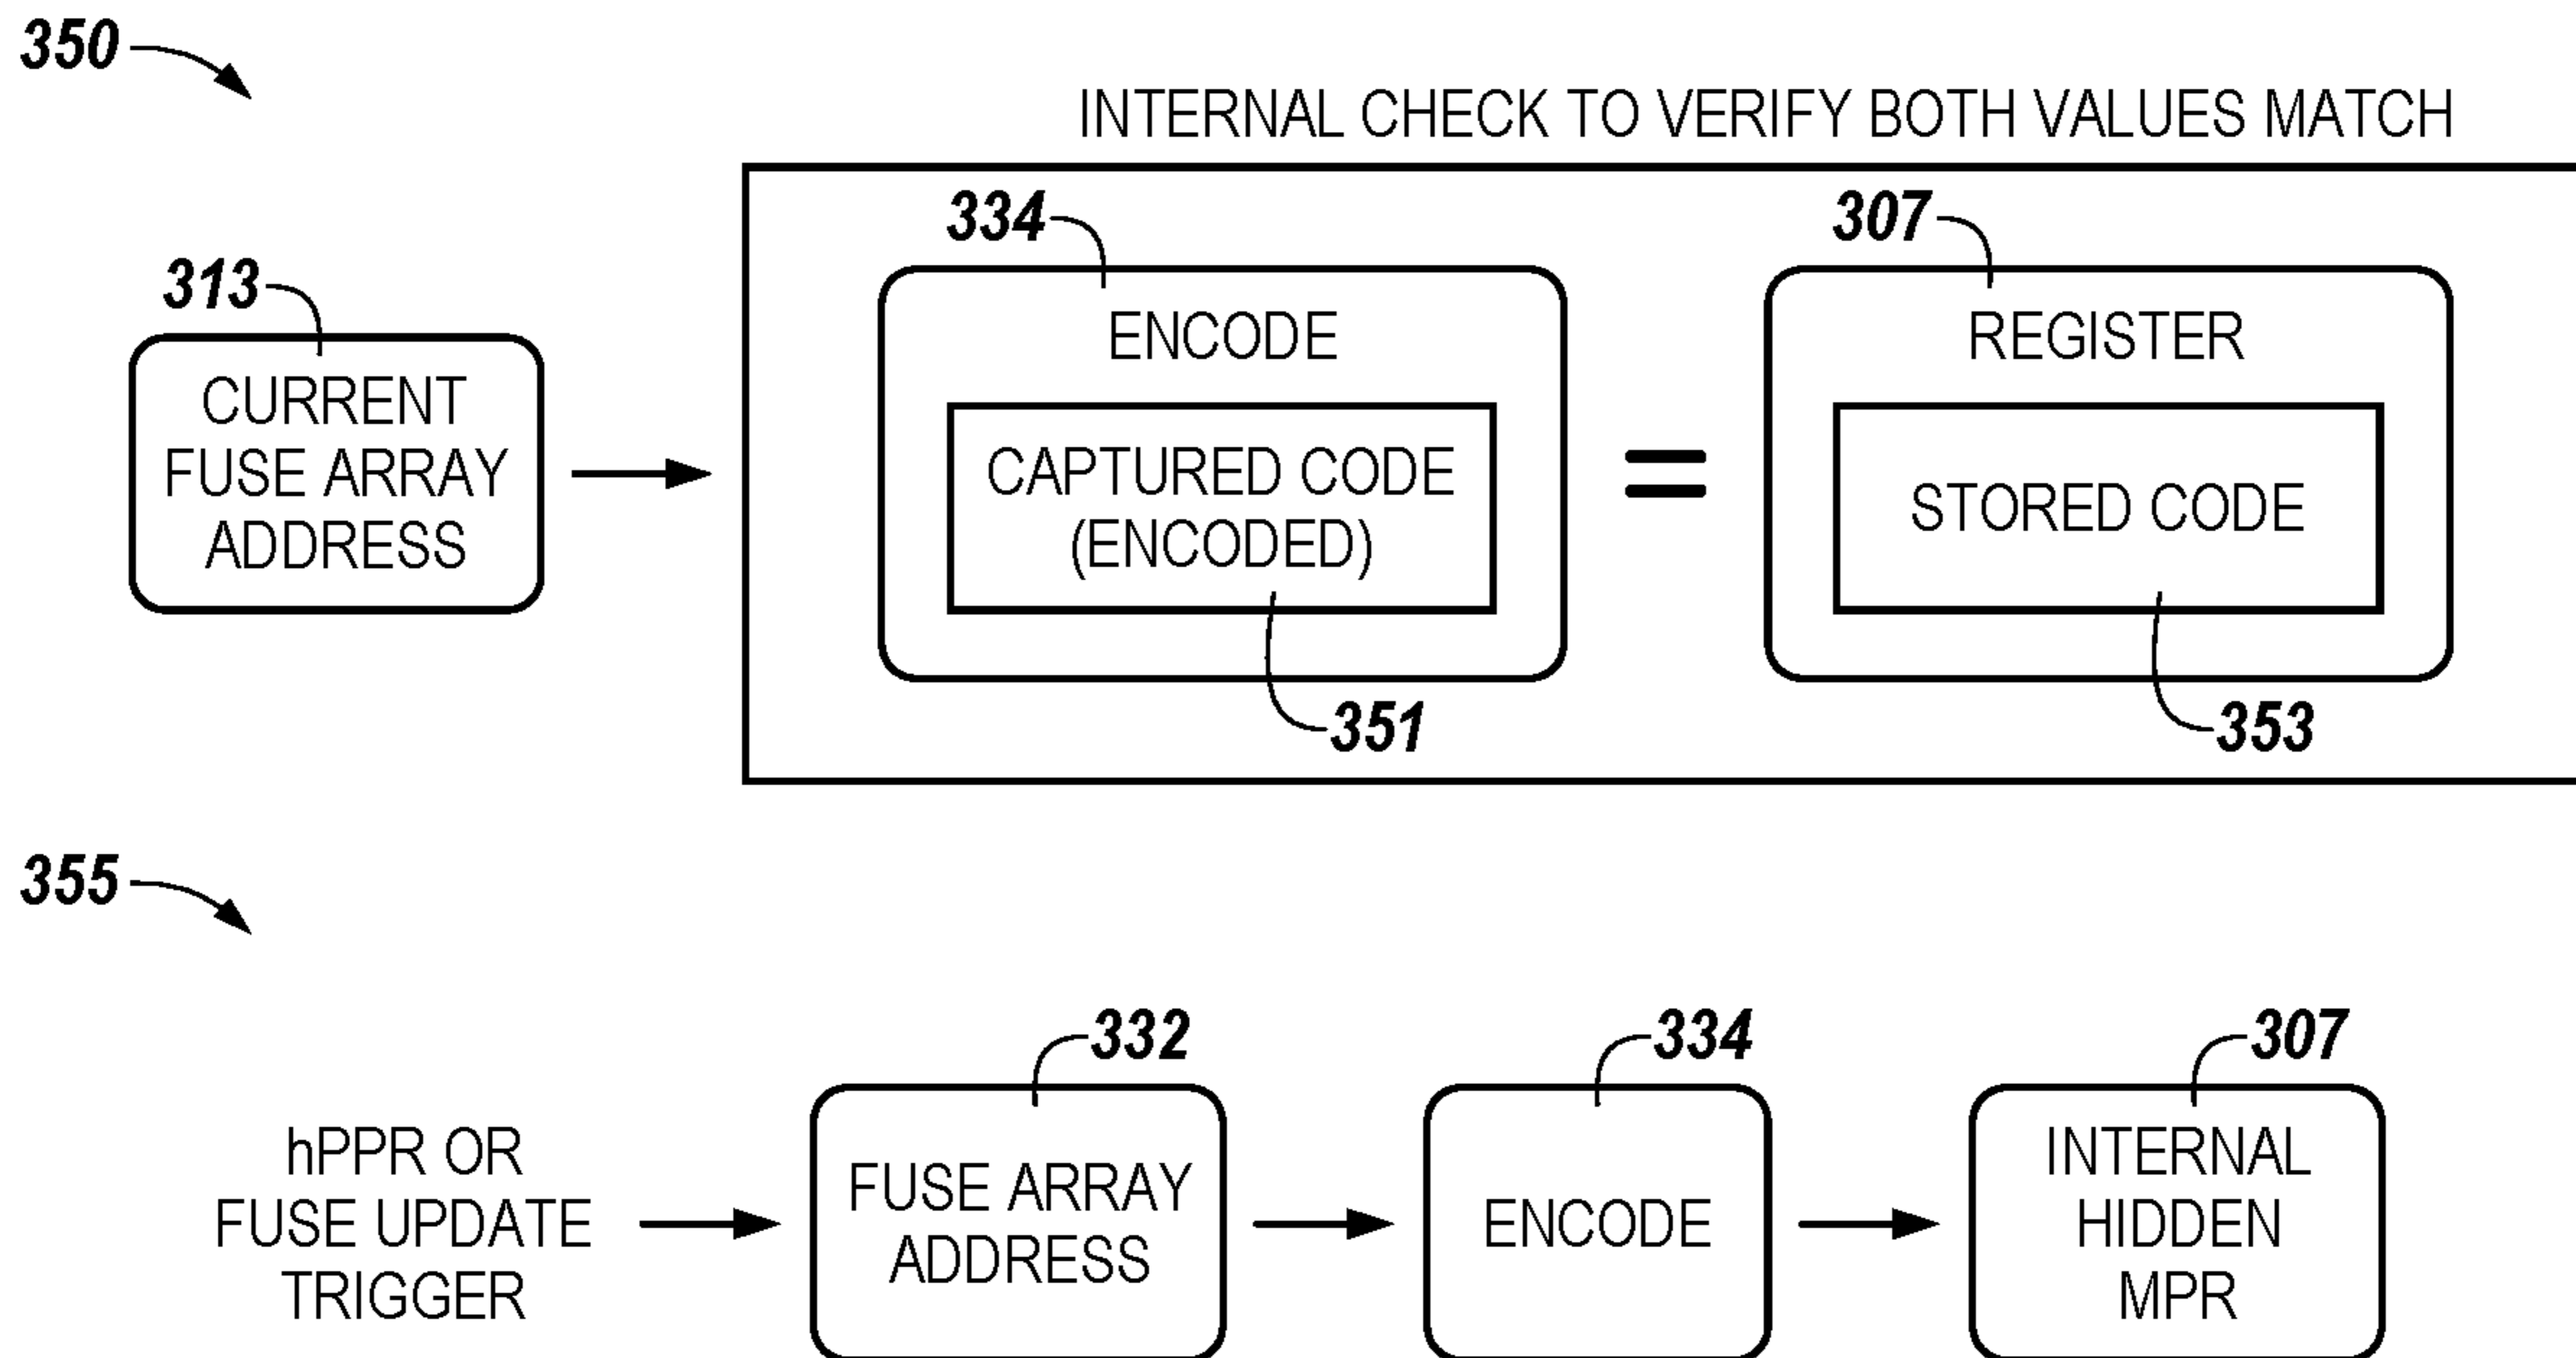 350
INTERNAL CHECK TO VERIFY BOTH VALUES MATCH
334
307
313
ENCODE
REGISTER
CURRENT
FUSE ARRAY
ADDRESS
CAPTURED CODE
(ENCODED)
=
STORED CODE
351
353
355
332
334
307
hPPR OR
FUSE UPDATE
TRIGGER
FUSE ARRAY
ADDRESS
ENCODE
INTERNAL
HIDDEN
MPR